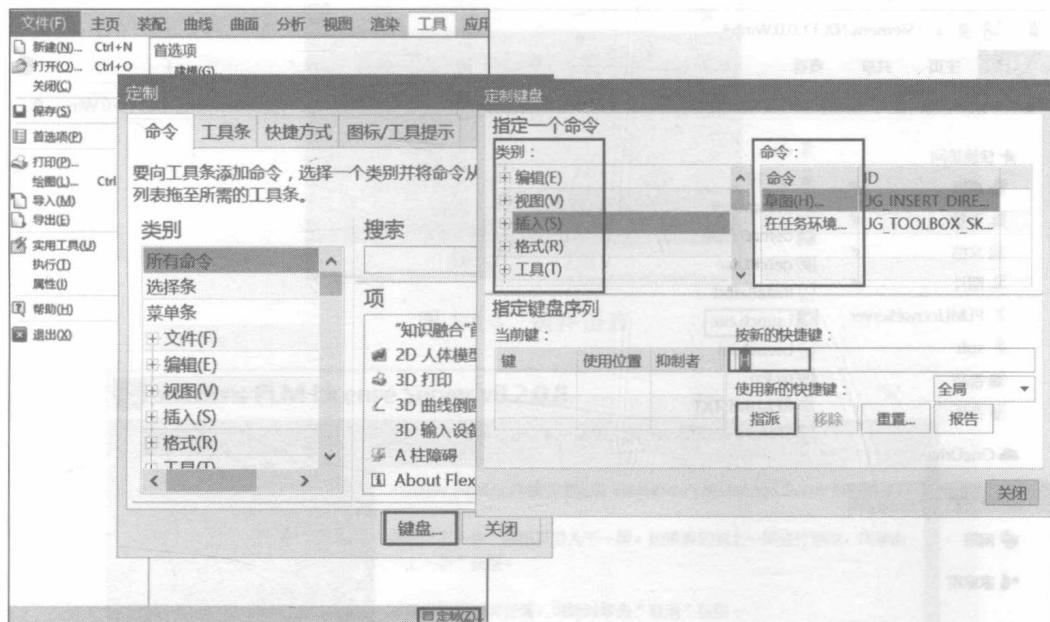 文件(F) 主页 装配 曲线 曲面 分析 视图 渲染 工具 应用
新建(N)... Ctrl+N
打开(O)... Ctrl+O
关闭(C)
保存(S)
首选项(P)
打印(P)...
绘图(L)... Ctrl
导入(M)
导出(E)
实用工具(U)
执行(T)
属性(I)
帮助(H)
退出(X)
首选项
建模(G)
定制
命令 工具条 快捷方式 图标/工具提示
要向工具条添加命令，选择一个类别并将命令从
列表拖至所需的工具条。
类别
所有命令
选择条
菜单条
文件(F)
编辑(E)
视图(V)
插入(S)
格式(R)
工具(T)
搜索
项
"知识融合"首
2D 人体模型
3D 打印
3D 曲线倒圆
3D 输入设备
A 柱障碍
About Flex
键盘... 关闭
定制(Z)
定制键盘
指定一个命令
类别：
编辑(E)
视图(V)
插入(S)
格式(R)
工具(T)
命令：
命令 ID
草图(H)... UG_INSERT_DIRE...
在任务环境... UG_TOOLBOX_SK...
指定键盘序列
当前键：
键 使用位置 抑制者
按新的快捷键：
H
使用新的快捷键： 全局
指派 移除 重置... 报告
关闭